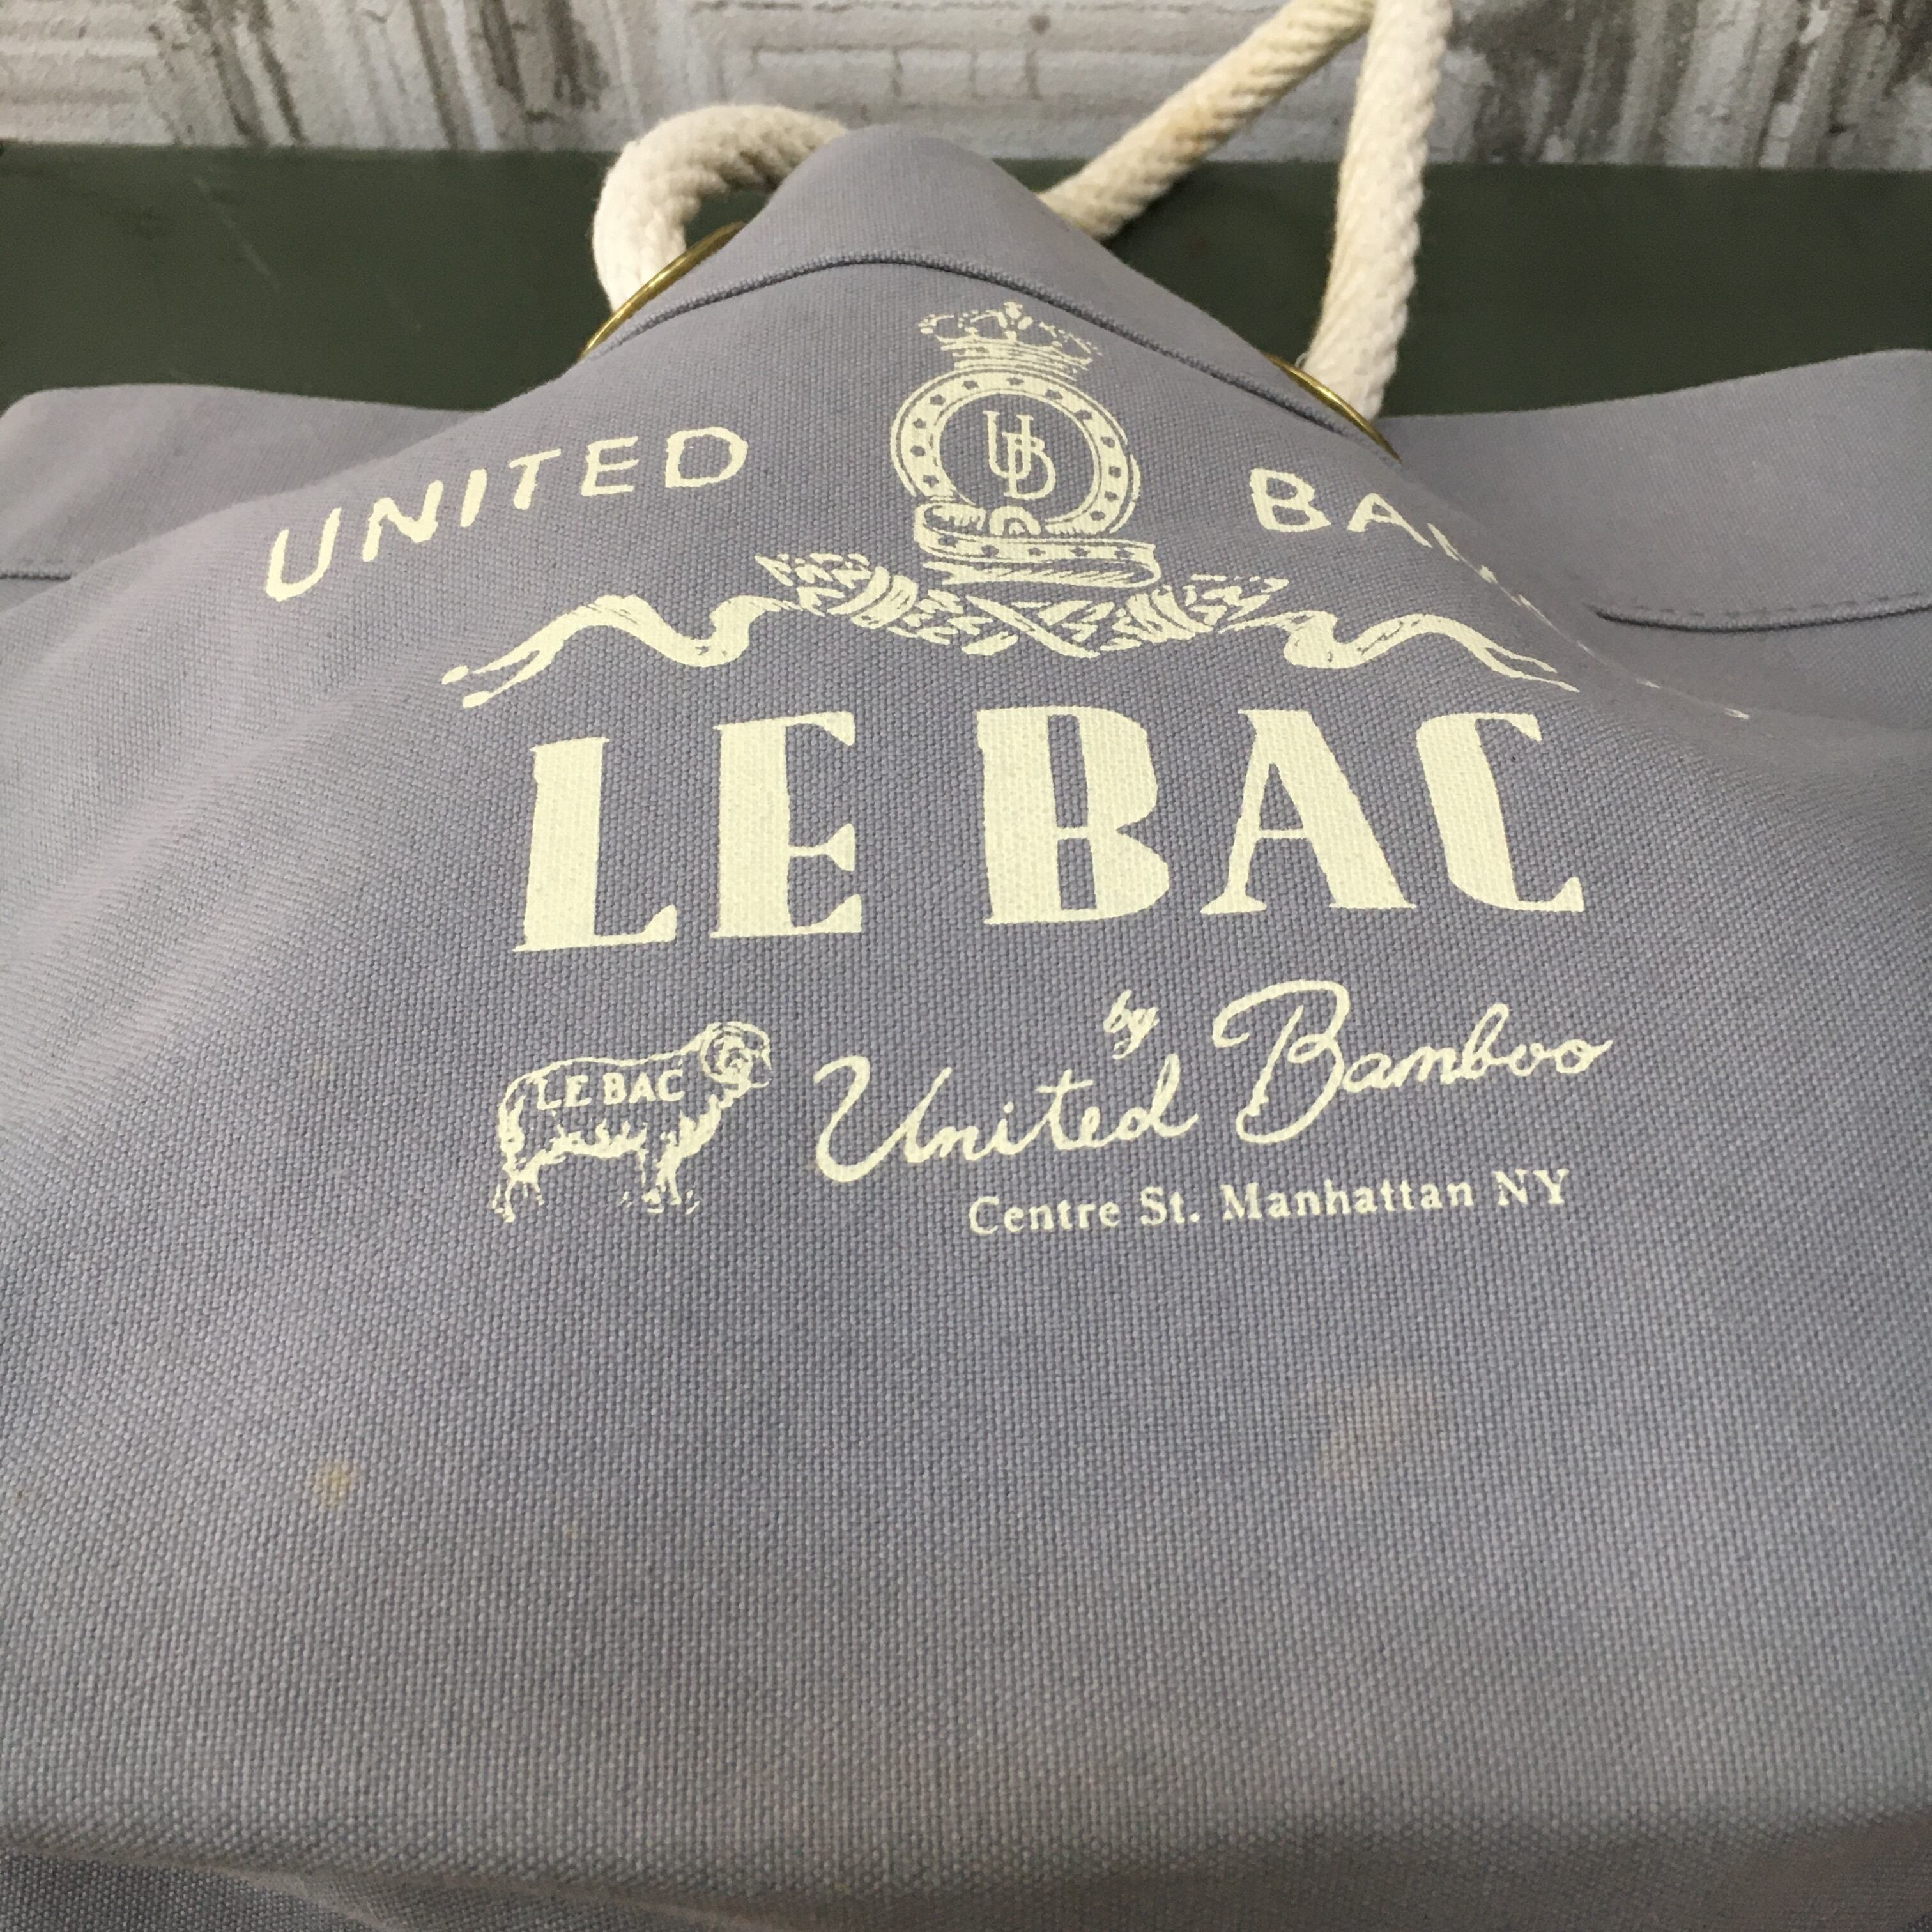 UNITED
UB
LE BAC
LE BAC
by
United Bamboo
Centre St. Manhattan NY